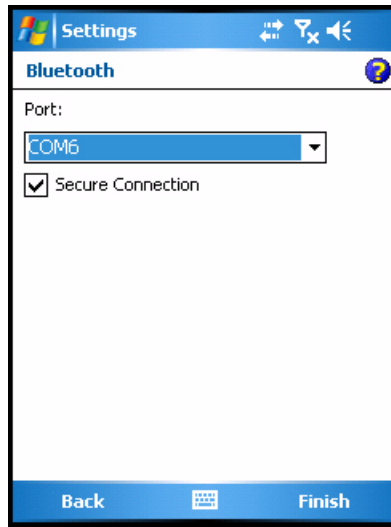 Settings
Bluetooth
?
Port:
COM6
Secure Connection
Back Finish